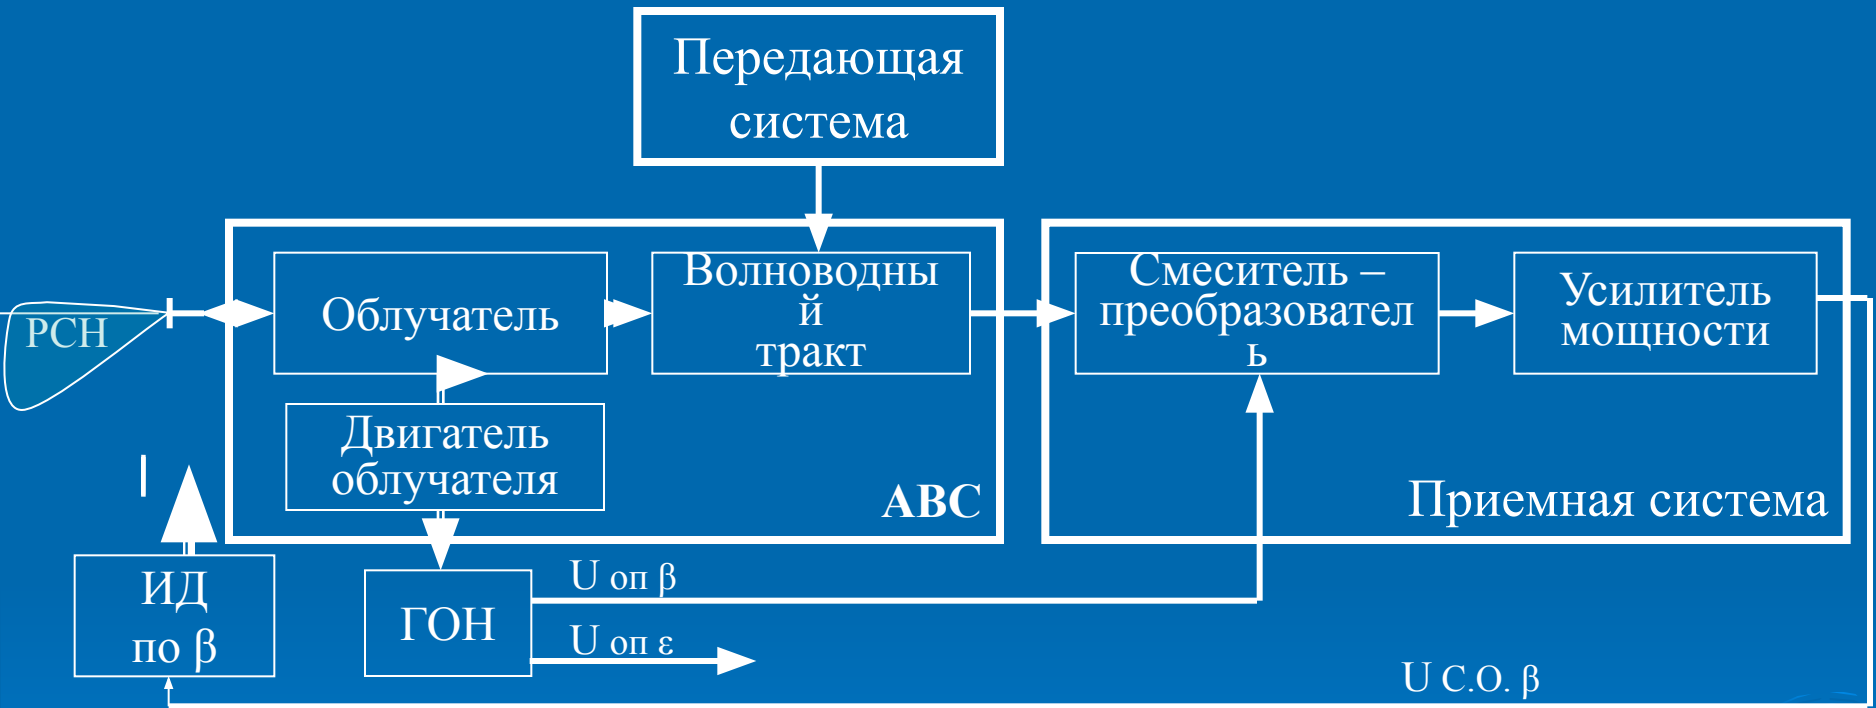 Передающая
система
Облучатель
Волноводны
й
тракт
Смеситель –
преобразовател
ь
Усилитель
мощности
РСН
Двигатель
облучателя
АВС
Приемная система
ИД
по β
ГОН
U оп β
U оп ε
U С.О. β